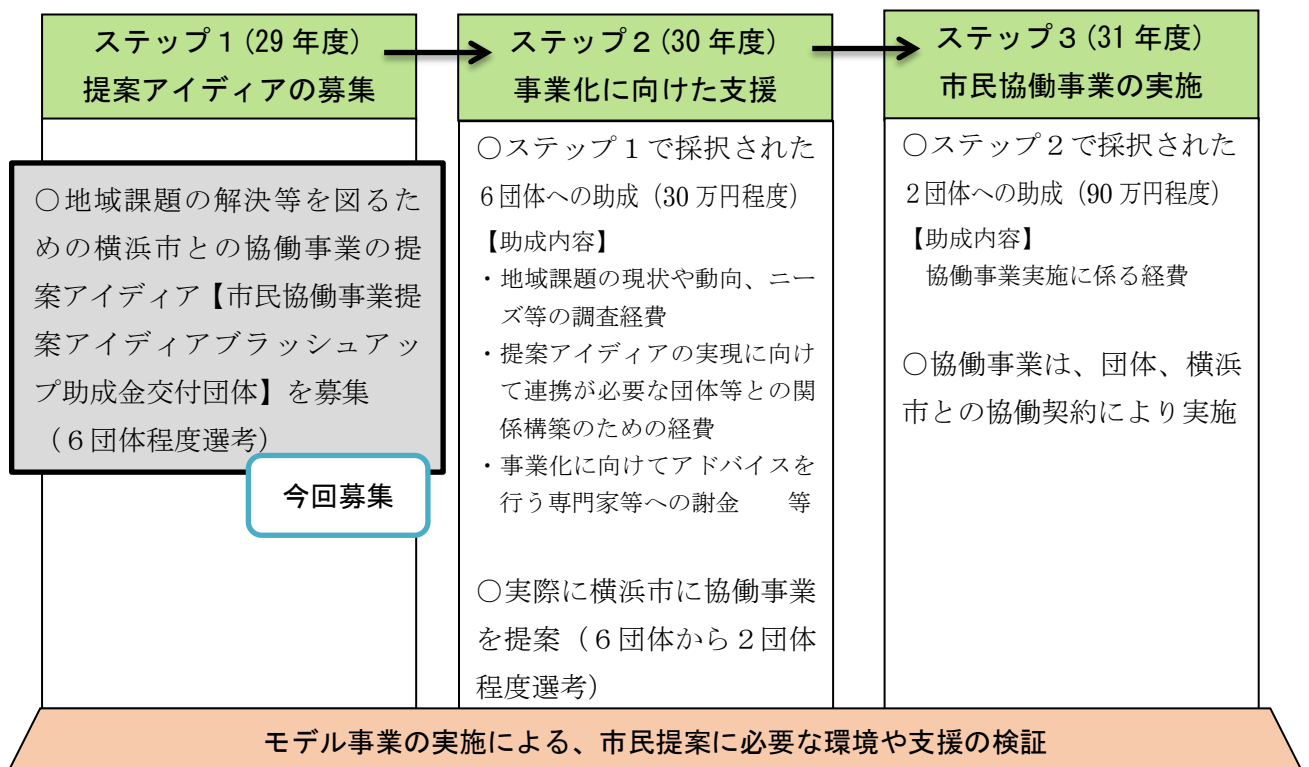 ステップ1(29 年度)
提案アイディアの募集
○地域課題の解決等を図るた
めの横浜市との協働事業の提
案アイディア【市民協働事業提
案アイディアブラッシュアッ
プ助成金交付団体】を募集
(6団体程度選考)
今回募集
ステップ2(30 年度)
事業化に向けた支援
○ステップ1で採択された
6団体への助成(30 万円程度)
【助成内容】
・地域課題の現状や動向、ニー
ズ等の調査経費
・提案アイディアの実現に向け
て連携が必要な団体等との関
係構築のための経費
・事業化に向けてアドバイスを
行う専門家等への謝金 等
○実際に横浜市に協働事業
を提案(6団体から2団体
程度選考)
ステップ3(31 年度)
市民協働事業の実施
○ステップ2で採択された
2団体への助成(90 万円程度)
【助成内容】
協働事業実施に係る経費
○協働事業は、団体、横浜
市との協働契約により実施
モデル事業の実施による、市民提案に必要な環境や支援の検証